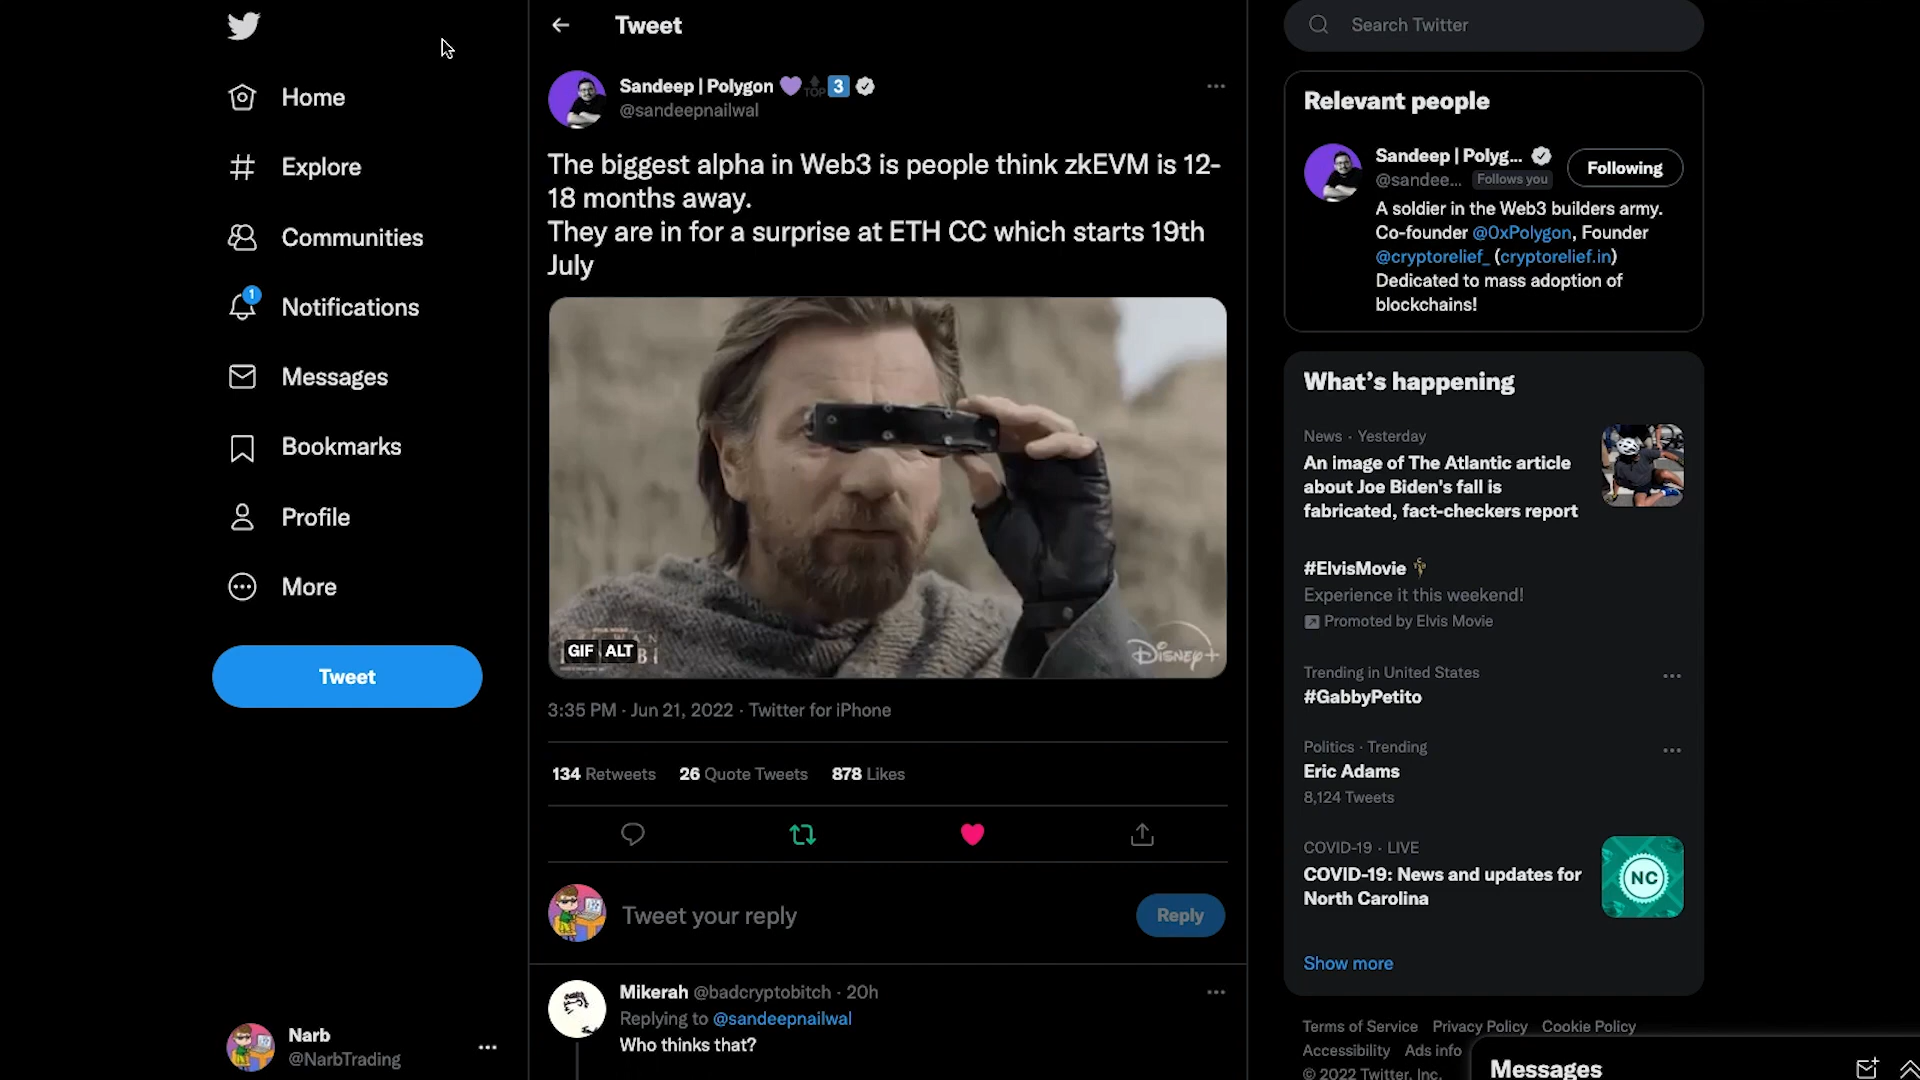 Home
Explore
Communities
1
Notifications
Messages
Bookmarks
Profile
More
Tweet
Narb
@NarbTrading
Tweet
Sandeep | Polygon 💜🔝3️⃣
@sandeepnailwal
The biggest alpha in Web3 is people think zkEVM is 12-
18 months away.
They are in for a surprise at ETH CC which starts 19th
July
GIF ALT
Disney+
3:35 PM · Jun 21, 2022 · Twitter for iPhone
134 Retweets 26 Quote Tweets 878 Likes
Tweet your reply
Reply
Mikerah @badcryptobitch · 20h
Replying to @sandeepnailwal
Who thinks that?
Search Twitter
Relevant people
Sandeep | Polyg...
@sandee... Follows you
Following
A soldier in the Web3 builders army.
Co-founder @0xPolygon, Founder
@cryptorelief_ (cryptorelief.in)
Dedicated to mass adoption of
blockchains!
What's happening
News · Yesterday
An image of The Atlantic article
about Joe Biden's fall is
fabricated, fact-checkers report
#ElvisMovie
Experience it this weekend!
Promoted by Elvis Movie
Trending in United States
#GabbyPetito
Politics · Trending
Eric Adams
8,124 Tweets
COVID-19 · LIVE
COVID-19: News and updates for
North Carolina
NC
Show more
Terms of Service Privacy Policy Cookie Policy
Accessibility Ads info
© 2022 Twitter, Inc.
Messages